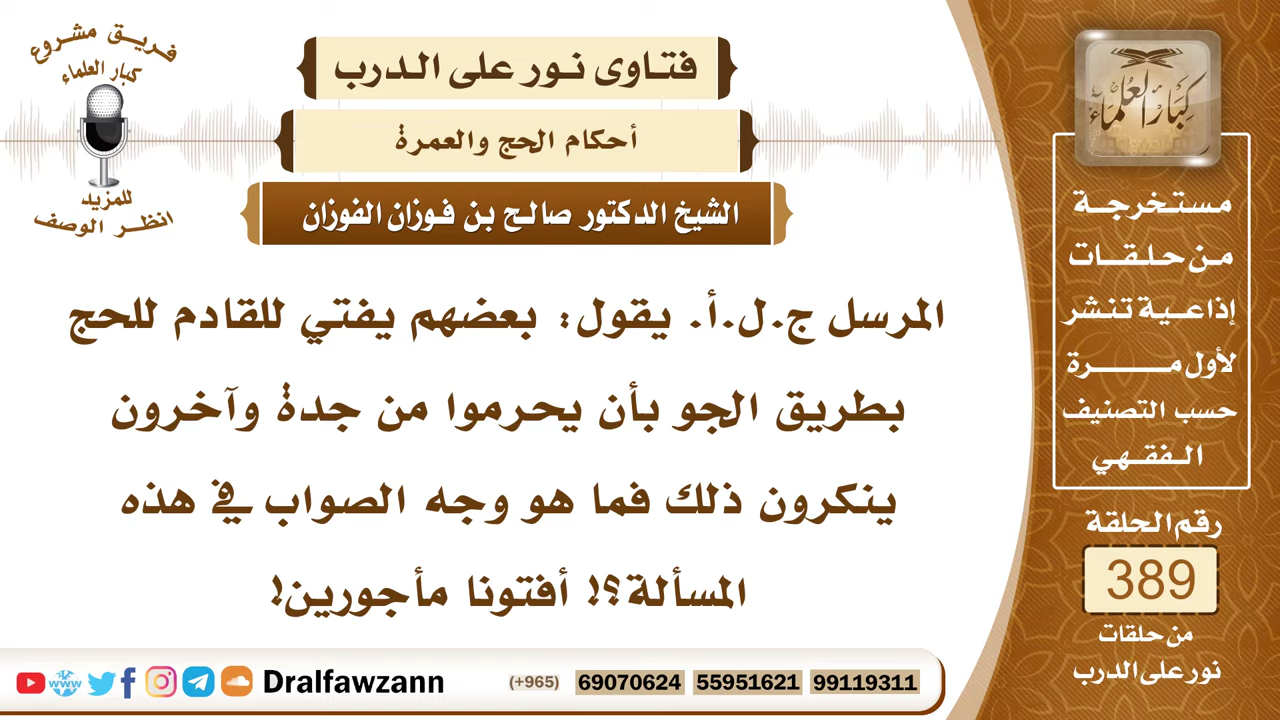 فريق مشروع
كبار العلماء
للمزيد
انظر الوصف
فتاوى نور على الدرب
أحكام الحج والعمرة
الشيخ الدكتور صالح بن فوزان الفوزان
المرسل ج.ل.أ. يقول: بعضهم يفتي للقادم للحج
بطريق الجو بأن يحرموا من جدة وآخرون
ينكرون ذلك فما هو وجه الصواب في هذه
المسألة؟! أفتونا مأجورين!
كبار العلماء
مستخرجة
من حلقات
إذاعية تنشر
لأول مرة
حسب التصنيف
الفقهي
رقم الحلقة
389
من حلقات
نور على الدرب
www Dralfawzann (+965) 69070624 55951621 99119311